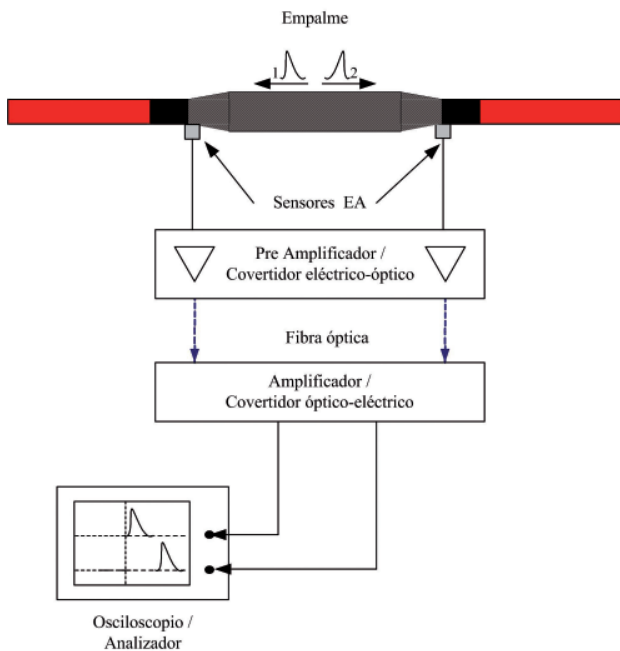 Empalme
1 2
Sensores EA
Pre Amplificador /
Covertidor eléctrico-óptico
Fibra óptica
Amplificador /
Covertidor óptico-eléctrico
Osciloscopio /
Analizador